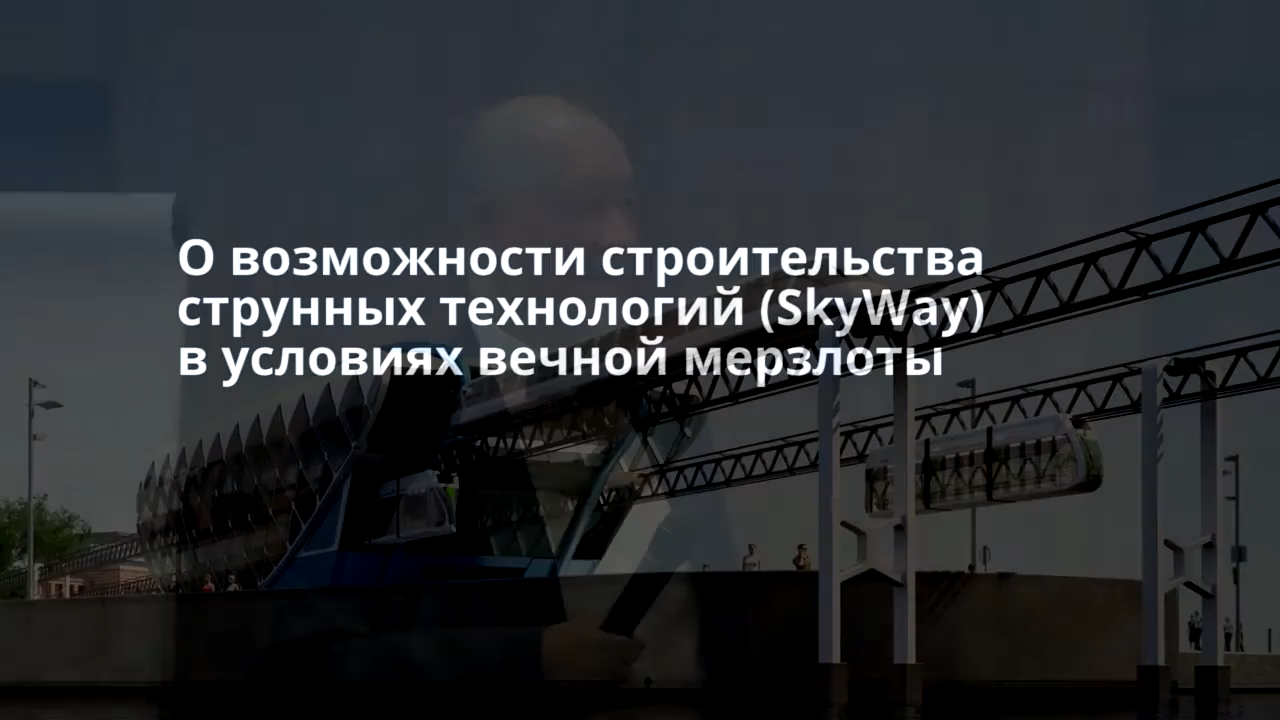 О возможности строительства
струнных технологий (SkyWay)
в условиях вечной мерзлоты